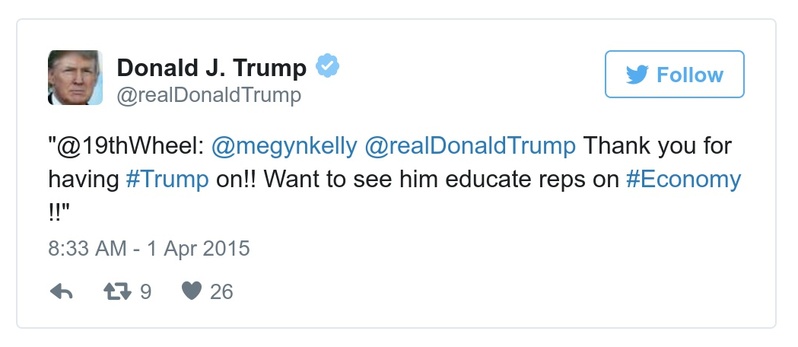 Donald J. Trump
@realDonaldTrump
Follow
"@19thWheel: @megynkelly @realDonaldTrump Thank you for
having #Trump on!! Want to see him educate reps on #Economy
!!"
8:33 AM - 1 Apr 2015
9 26